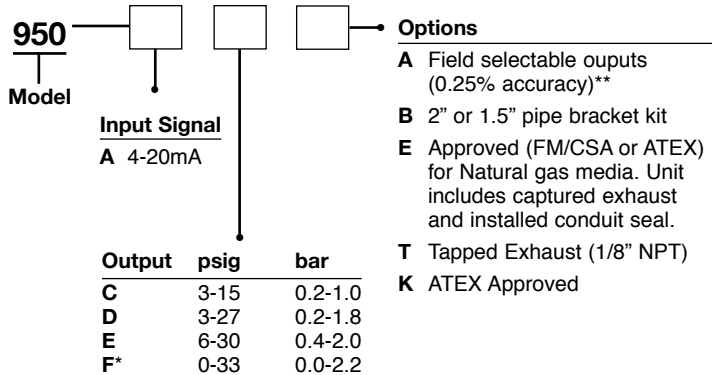 950
Model
Input Signal
A 4-20mA
Output psig bar
C 3-15 0.2-1.0
D 3-27 0.2-1.8
E 6-30 0.4-2.0
F* 0-33 0.0-2.2
Options
A Field selectable ouputs
(0.25% accuracy)**
B 2” or 1.5” pipe bracket kit
E Approved (FM/CSA or ATEX)
for Natural gas media. Unit
includes captured exhaust
and installed conduit seal.
T Tapped Exhaust (1/8” NPT)
K ATEX Approved